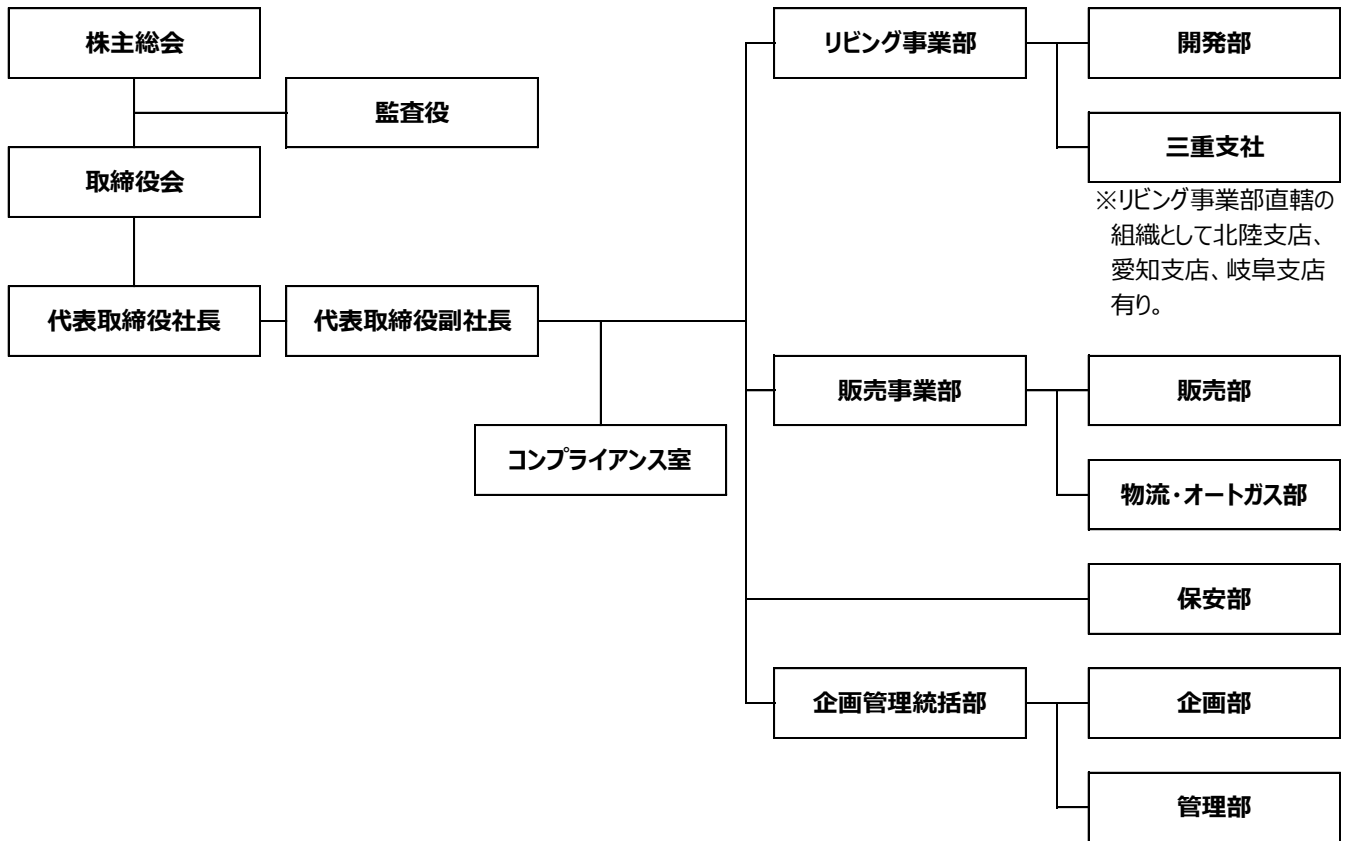 株主総会
監査役
取締役会
代表取締役社長
代表取締役副社長
コンプライアンス室
リビング事業部
開発部
三重支社
※リビング事業部直轄の
組織として北陸支店、
愛知支店、岐阜支店
有り。
販売事業部
販売部
物流・オートガス部
保安部
企画管理統括部
企画部
管理部